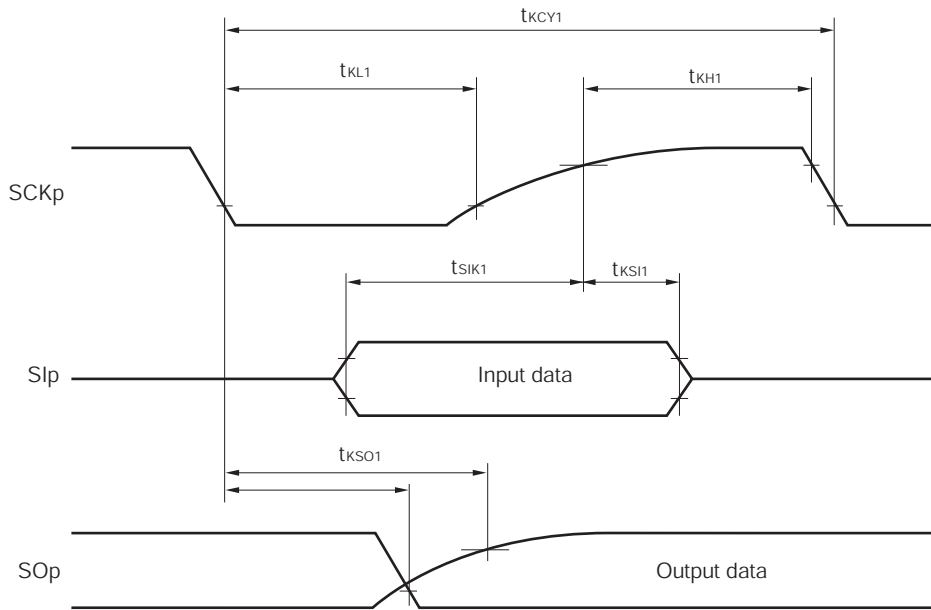 tKCY1
tKL1
tKH1
SCKp
tSIK1
tKSI1
SIp
Input data
tKSO1
SOp
Output data